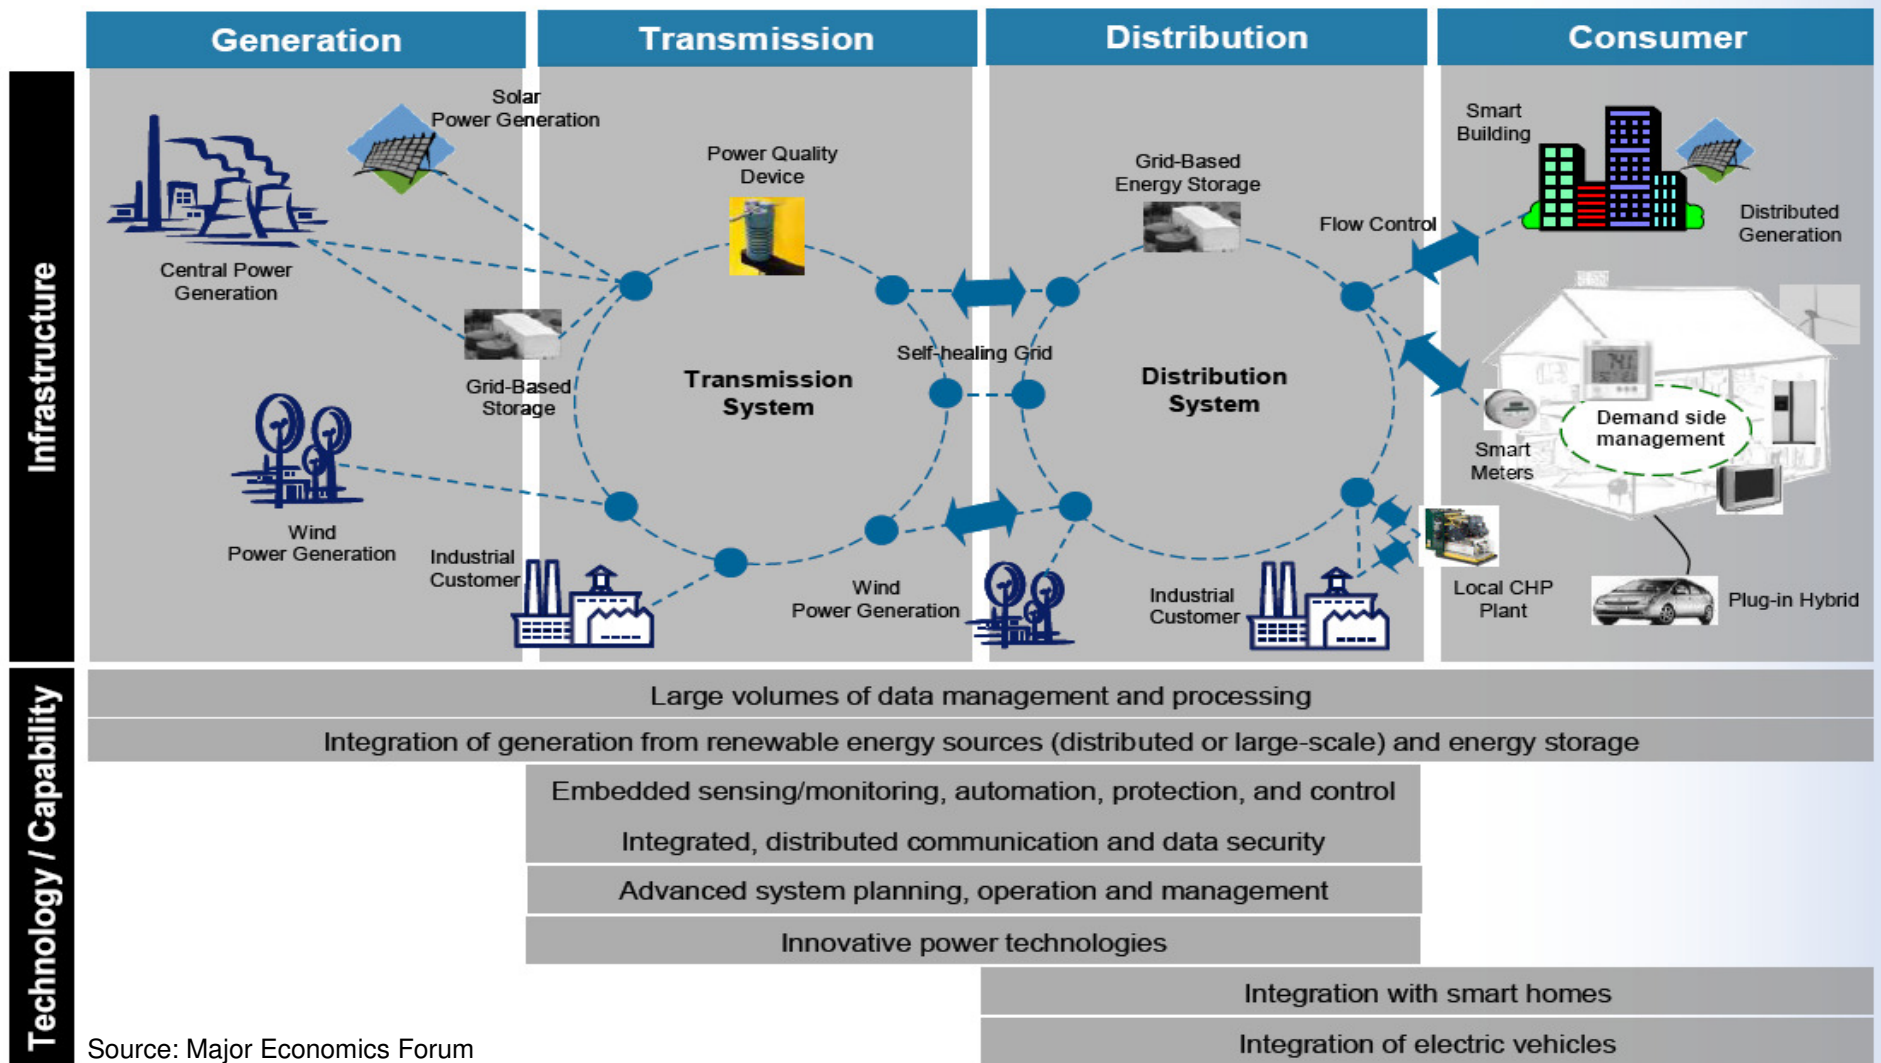 Generation
Transmission
Distribution
Consumer
Infrastructure
Solar
Power Generation
Central Power
Generation
Grid-Based
Storage
Wind
Power Generation
Industrial
Customer
Power Quality
Device
Transmission
System
Self-healing Grid
Wind
Power Generation
Grid-Based
Energy Storage
Distribution
System
Industrial
Customer
Flow Control
Smart
Building
Distributed
Generation
Demand side
management
Smart
Meters
Local CHP
Plant
Plug-in Hybrid
Technology / Capability
Large volumes of data management and processing
Integration of generation from renewable energy sources (distributed or large-scale) and energy storage
Embedded sensing/monitoring, automation, protection, and control
Integrated, distributed communication and data security
Advanced system planning, operation and management
Innovative power technologies
Integration with smart homes
Integration of electric vehicles
Source: Major Economics Forum